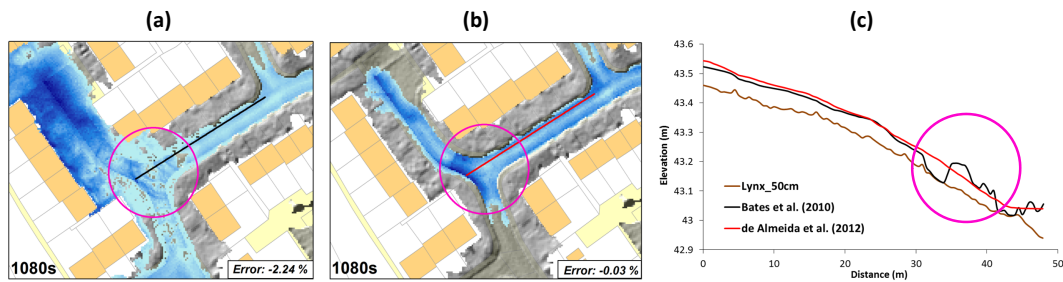 (a)
(b)
(c)
1080s
Error: -2.24 %
1080s
Error: -0.03 %
43.6
43.5
43.4
43.3
43.2
43.1
43
42.9
Elevation (m)
Lynx_50cm
Bates et al. (2010)
de Almeida et al. (2012)
0
10
20
30
40
50
Distance (m)